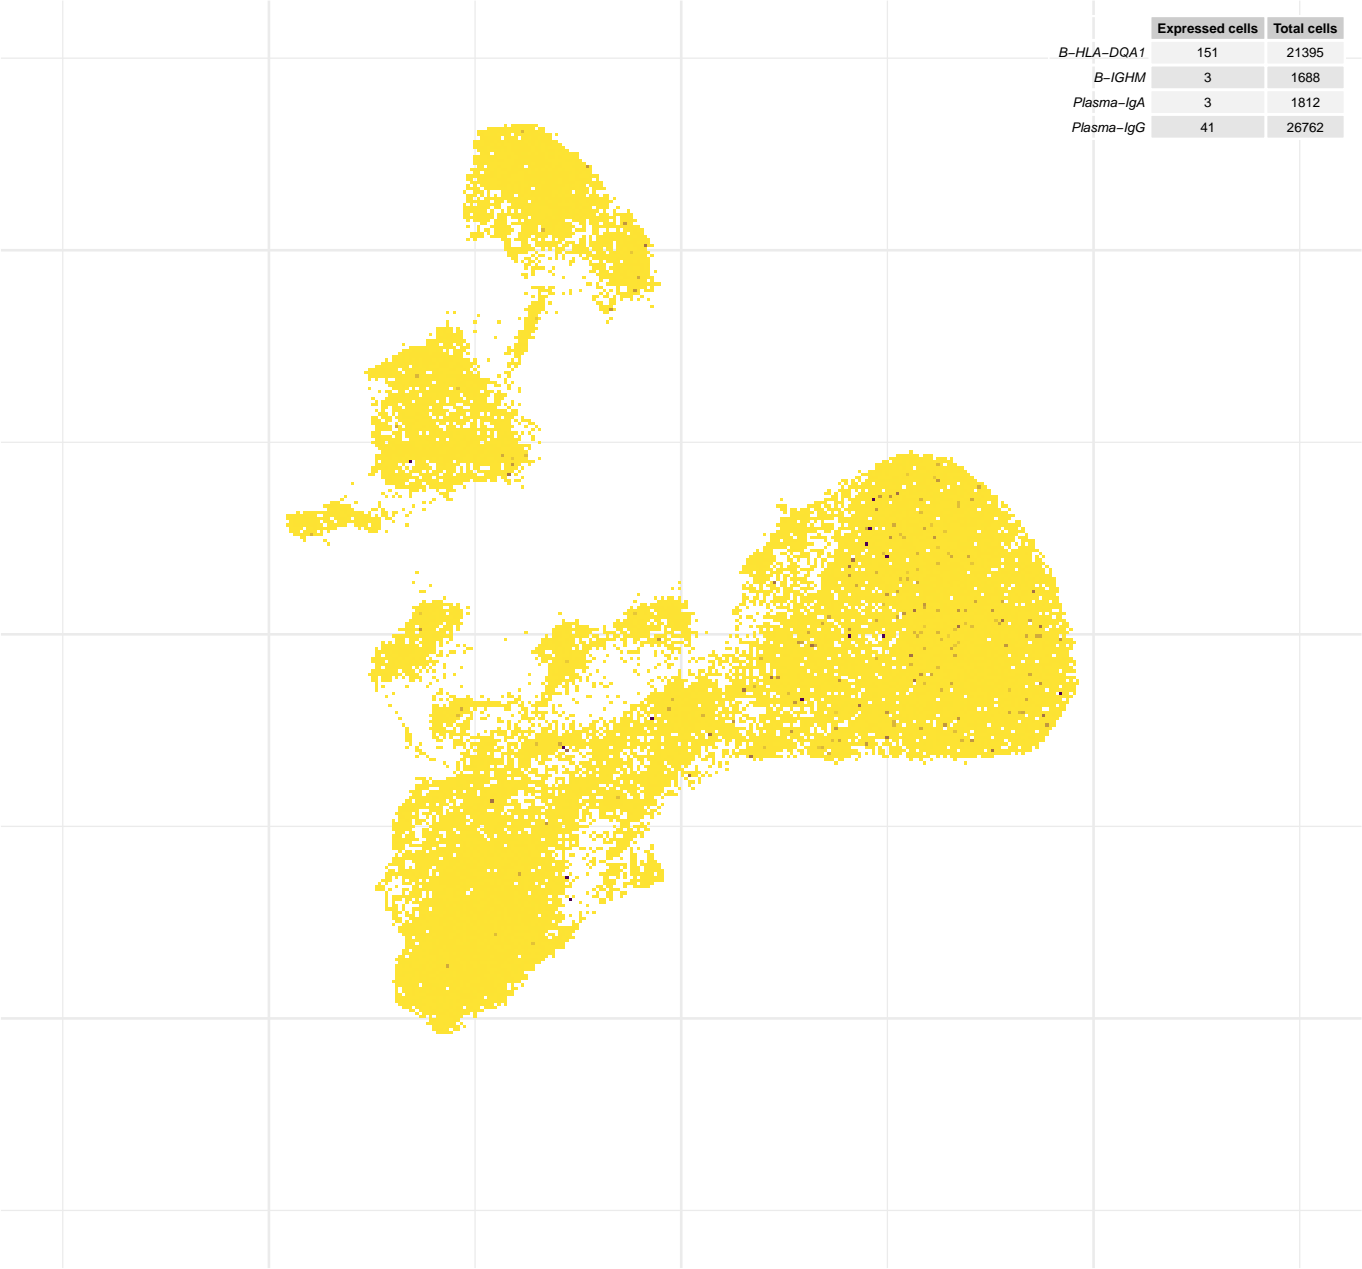 Expressed cells Total cells
B−HLA−DQA1 151 21395
B−IGHM 3 1688
Plasma−IgA 3 1812
Plasma−IgG 41 26762